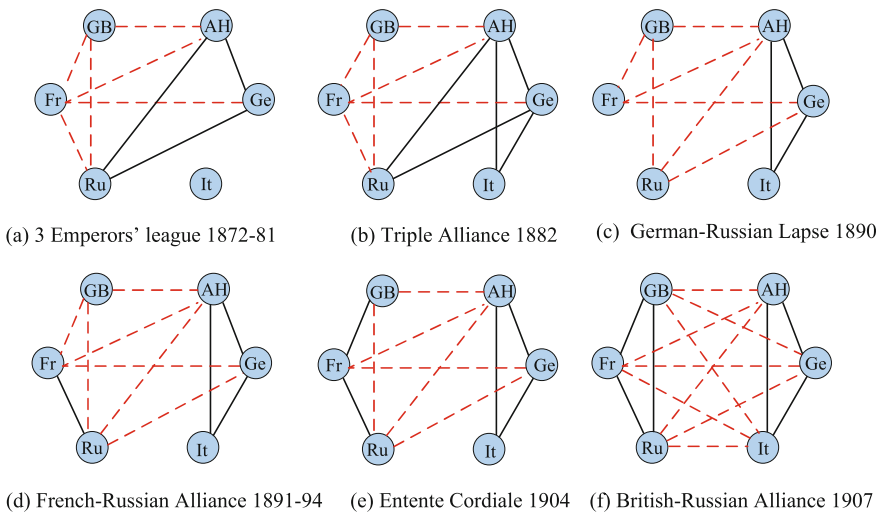 GB AH
Fr Ge
Ru It
(a) 3 Emperors' league 1872-81
GB AH
Fr Ge
Ru It
(b) Triple Alliance 1882
GB AH
Fr Ge
Ru It
(c) German-Russian Lapse 1890
GB AH
Fr Ge
Ru It
(d) French-Russian Alliance 1891-94
GB AH
Fr Ge
Ru It
(e) Entente Cordiale 1904
GB AH
Fr Ge
Ru It
(f) British-Russian Alliance 1907